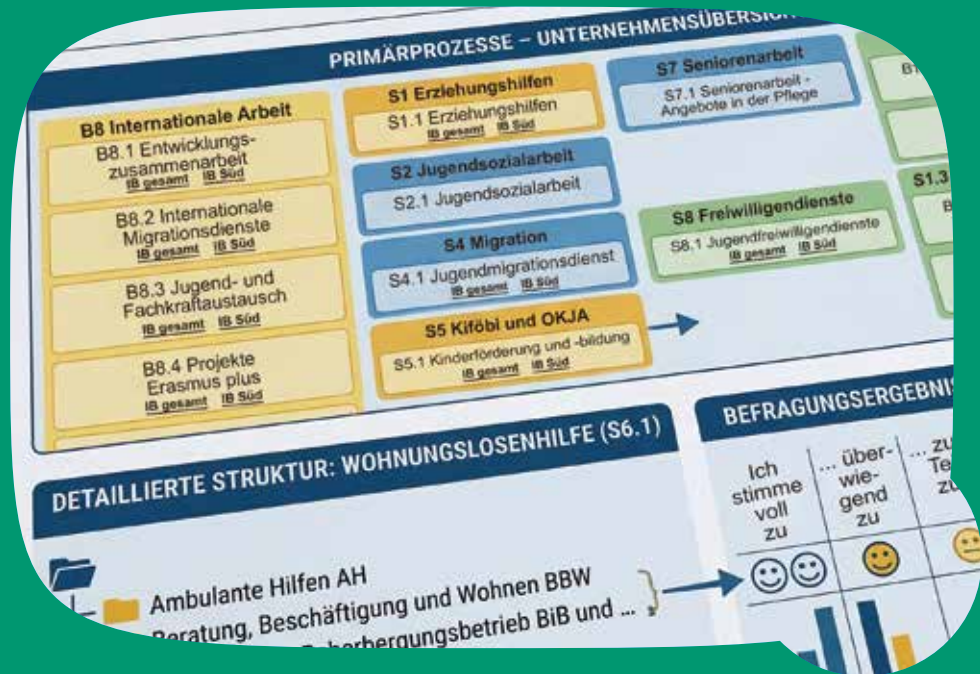 PRIMÄRPROZESSE – UNTERNEHMENSÜBERSICH
B8 Internationale Arbeit
B8.1 Entwicklungs-
zusammenarbeit
IB gesamt IB Süd
B8.2 Internationale
Migrationsdienste
IB gesamt IB Süd
B8.3 Jugend- und
Fachkraftaustausch
IB gesamt IB Süd
B8.4 Projekte
Erasmus plus
IB gesamt IB Süd
S1 Erziehungshilfen
S1.1 Erziehungshilfen
IB gesamt IB Süd
S2 Jugendsozialarbeit
S2.1 Jugendsozialarbeit
S4 Migration
S4.1 Jugendmigrationsdienst
IB gesamt IB Süd
S5 Kiföbi und OKJA
S5.1 Kinderförderung und -bildung
IB gesamt IB Süd
S7 Seniorenarbeit
S7.1 Seniorenarbeit -
Angebote in der Pflege
S8 Freiwilligendienste
S8.1 Jugendfreiwilligendienste
IB gesamt IB Süd
S1.3
DETAILLIERTE STRUKTUR: WOHNUNGSLOSENHILFE (S6.1)
Ambulante Hilfen AH
Beratung, Beschäftigung und Wohnen BBW
BiB und ...
BEFRAGUNGSERGEBNIS
Ich
stimme
voll
zu
... über-
wie-
gend
zu
... zu
Te
zu